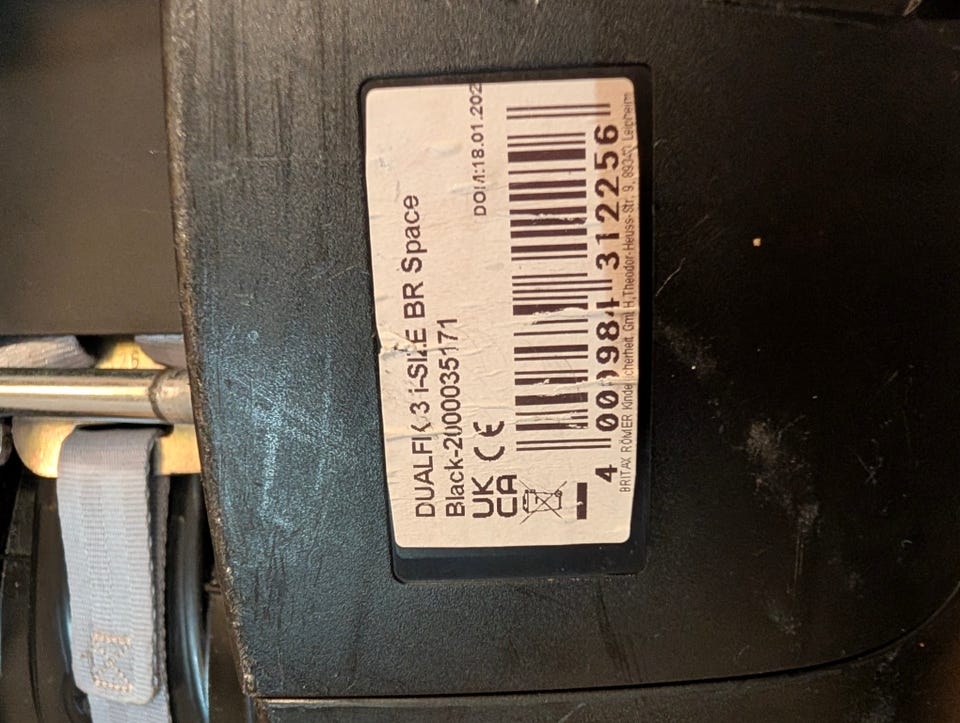 DUALFIX 3 i-SIZE BR Space
Black-2000035171
DOM:18.01.202
UK
CA
CE
4 000984 312256
BRITAX RÖMER Kindersicherheit GmbH, Theodor-Heuss-Str. 9, 89340 Leipheim